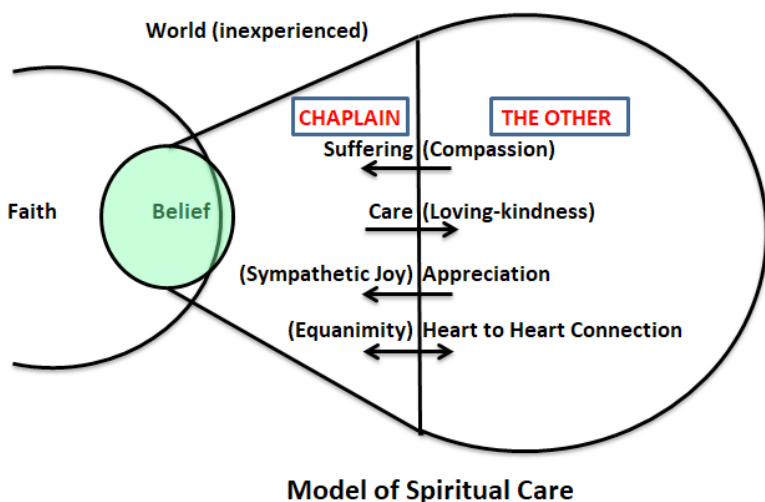 World (inexperienced)
CHAPLAIN THE OTHER
Suffering (Compassion)
Faith Belief Care (Loving-kindness)
(Sympathetic Joy) Appreciation
(Equanimity) Heart to Heart Connection
Model of Spiritual Care